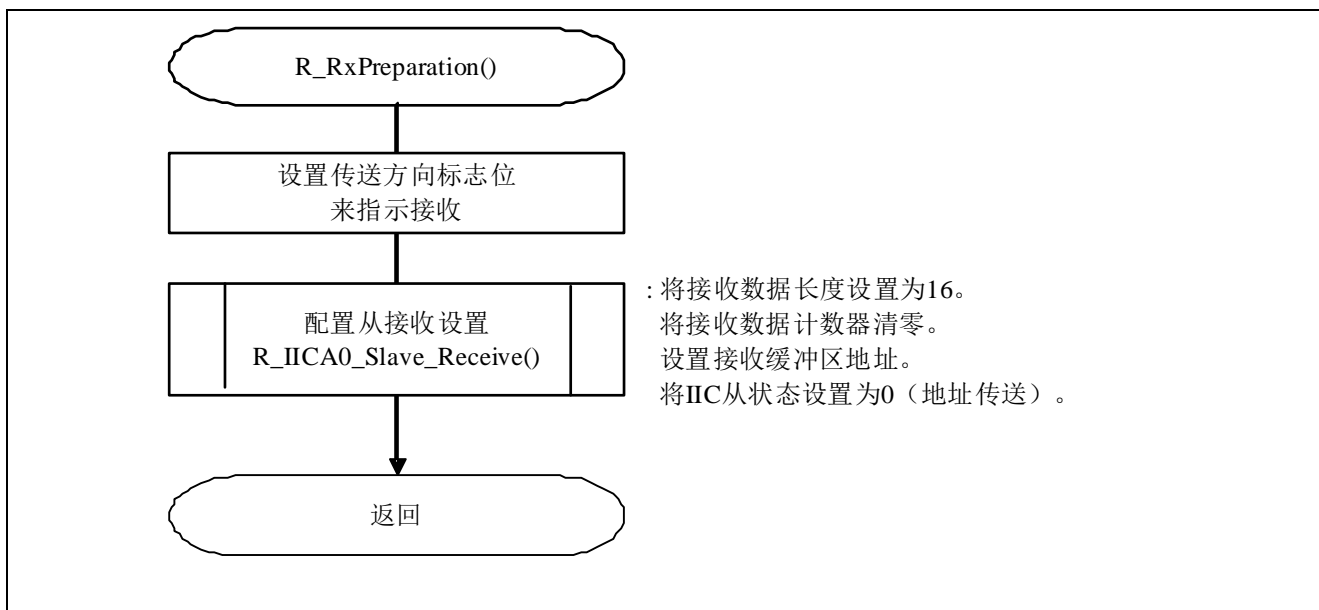 R_RxPreparation()
设置传送方向标志位
来指示接收
配置从接收设置
R_IICA0_Slave_Receive()
: 将接收数据长度设置为16。
将接收数据计数器清零。
设置接收缓冲区地址。
将IIC从状态设置为0（地址传送）。
返回